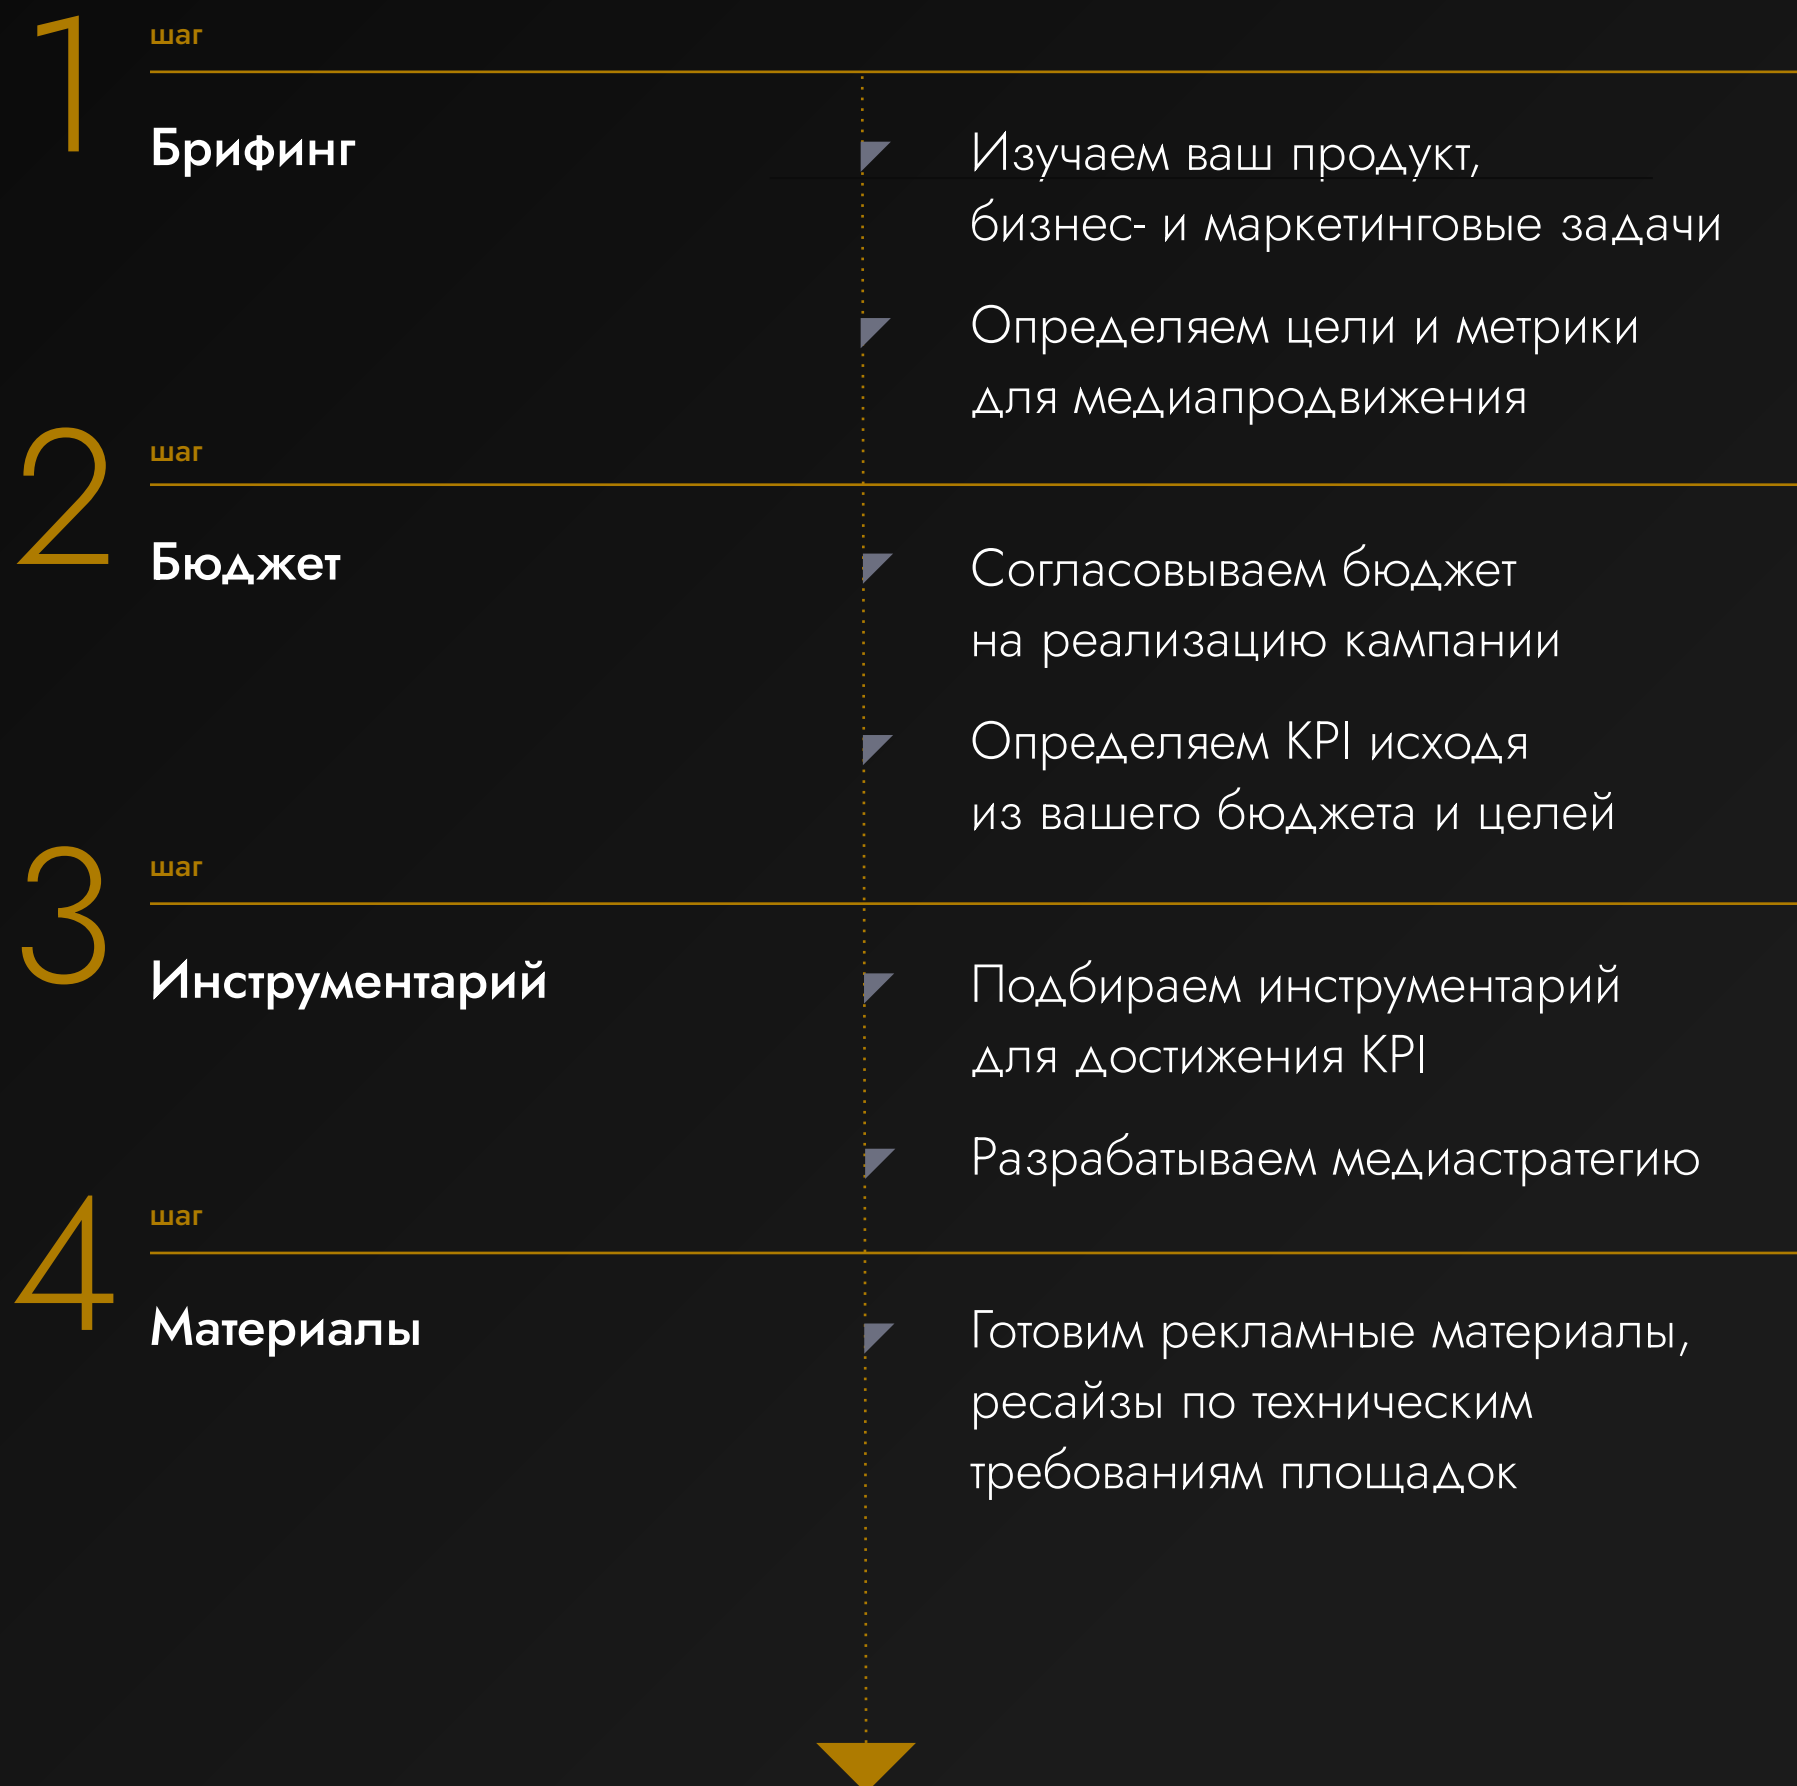 1
шаг
Брифинг
Изучаем ваш продукт,
бизнес- и маркетинговые задачи
Определяем цели и метрики
для медиапродвижения
2
шаг
Бюджет
Согласовываем бюджет
на реализацию кампании
Определяем KPI исходя
из вашего бюджета и целей
3
шаг
Инструментарий
Подбираем инструментарий
для достижения KPI
Разрабатываем медиастратегию
4
шаг
Материалы
Готовим рекламные материалы,
ресайзы по техническим
требованиям площадок